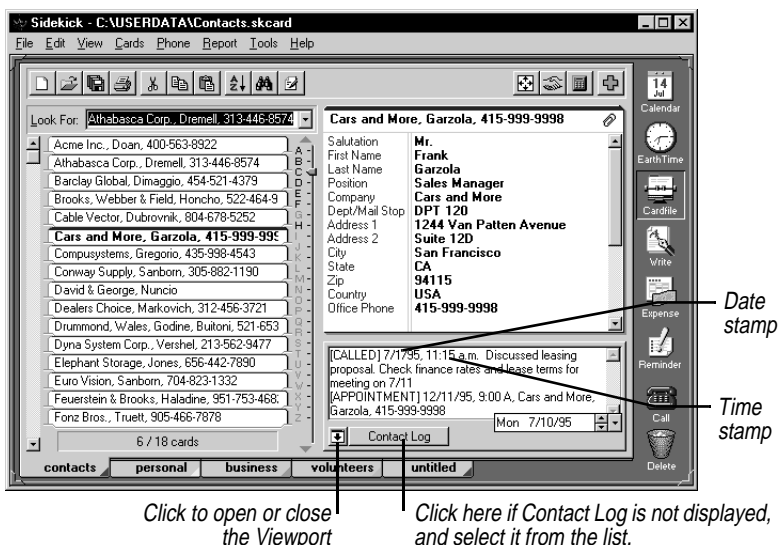 Sidekick - C:\USERDATA\Contacts.skcard
File Edit View Cards Phone Report Tools Help
Look For: Athabasca Corp., Dremell, 313-446-8574
Acme Inc., Doan, 400-563-8922
Athabasca Corp., Dremell, 313-446-8574
Barclay Global, Dimaggio, 454-521-4379
Brooks, Webber & Field, Honcho, 522-464-9
Cable Vector, Dubrovnik, 804-678-5252
Cars and More, Garzola, 415-999-999
Compusystems, Gregorio, 435-998-4543
Conway Supply, Sanborn, 305-882-1190
David & George, Nuncio
Dealers Choice, Markovich, 312-456-3721
Drummond, Wales, Godine, Buitoni, 521-653
Dyna System Corp., Vershel, 213-562-9477
Elephant Storage, Jones, 656-442-7890
Euro Vision, Sanborn, 704-823-1332
Feuerstein & Brooks, Haladine, 951-753-468
Fonz Bros., Truett, 905-466-7878
6 / 18 cards
A
B
C
D
E
F
G
H
I
J
K
L
M
N
O
P
Q
R
S
T
U
V
W
X
Y
Z
Cars and More, Garzola, 415-999-9998
Salutation Mr.
First Name Frank
Last Name Garzola
Position Sales Manager
Company Cars and More
Dept/Mail Stop DPT 120
Address 1 1244 Van Patten Avenue
Address 2 Suite 12D
City San Francisco
State CA
Zip 94115
Country USA
Office Phone 415-999-9998
[CALLED] 7/1795, 11:15 a.m. Discussed leasing
proposal. Check finance rates and lease terms for
meeting on 7/11
[APPOINTMENT] 12/11/95, 9:00 A, Cars and More,
Garzola, 415-999-9998
Mon 7/10/95
Contact Log
contacts personal business volunteers untitled
14
Jul
Calendar
EarthTime
Cardfile
Write
Expense
Reminder
Call
Delete
Date
stamp
Time
stamp
Click to open or close
the Viewport
Click here if Contact Log is not displayed,
and select it from the list.